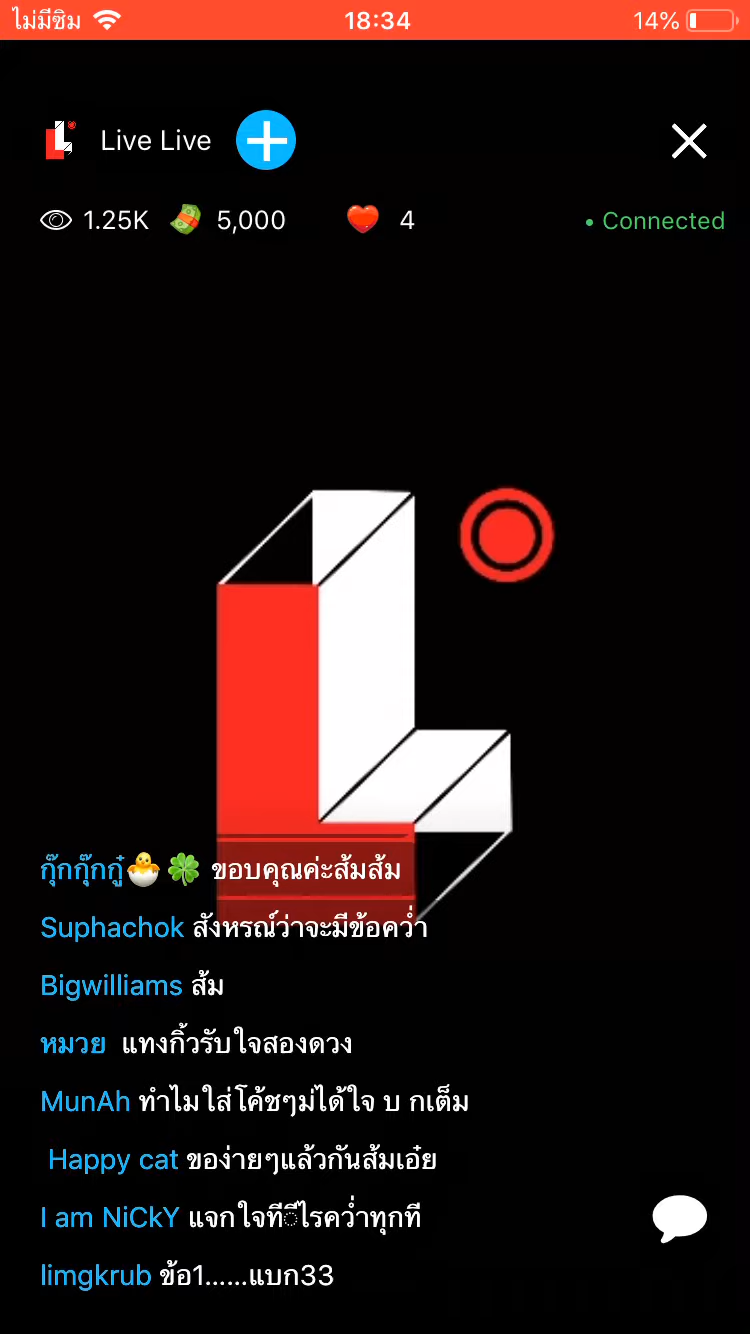 ไม่มีซิม 18:34 14%
Live Live
1.25K 5,000 4 • Connected
กุ๊กกุ๊กกู๋🐣🍀 ขอบคุณค่ะส้มส้ม
Suphachok สังหรณ์ว่าจะมีข้อคว่ำ
Bigwilliams ส้ม
หมวย แทงกิ้วรับใจสองดวง
MunAh ทำไมใส่โค้ชๆม่ได้ใจ บ กเต็ม
Happy cat ของ่ายๆแล้วกันส้มเอ๋ย
I am NiCkY แจกใจทีีไรคว่ำทุกที
limgkrub ข้อ1......แบก33